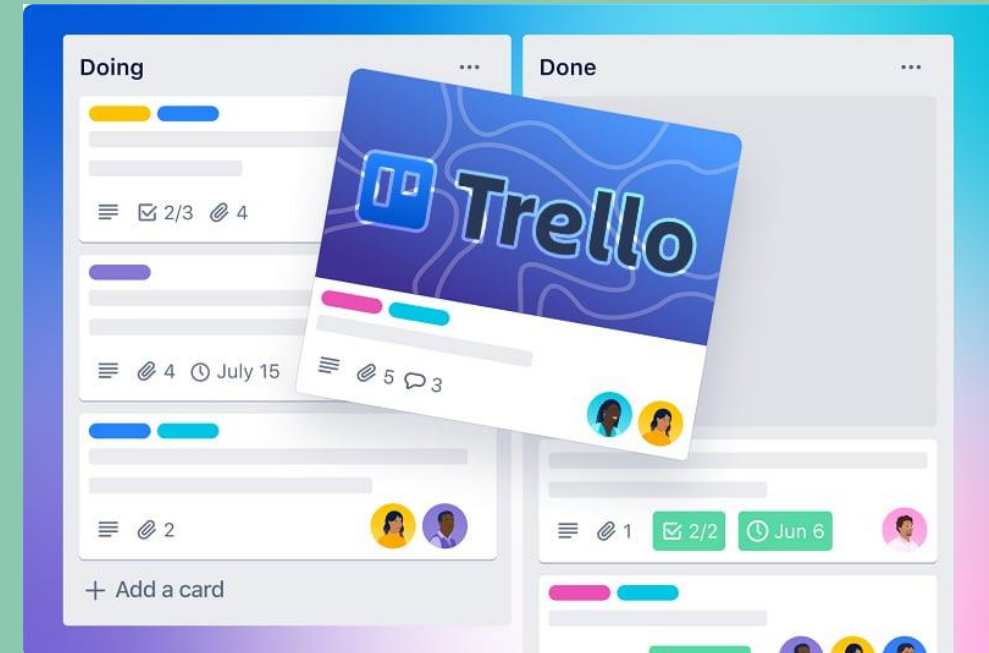 Doing
2/3 4
4 July 15
2
+ Add a card
Trello
5 3
Done
1 2/2 Jun 6